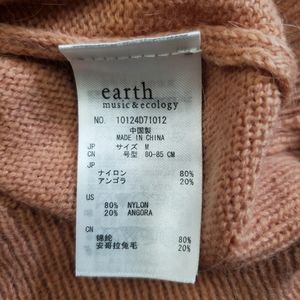 earth
music&ecology
NO. 10124D71012
中国製
MADE IN CHINA
JP サイズ M
CN 号型 80-85 CM
JP
ナイロン 80%
アンゴラ 20%
US
80% NYLON
20% ANGORA
CN
锦纶 80%
安哥拉兔毛 20%